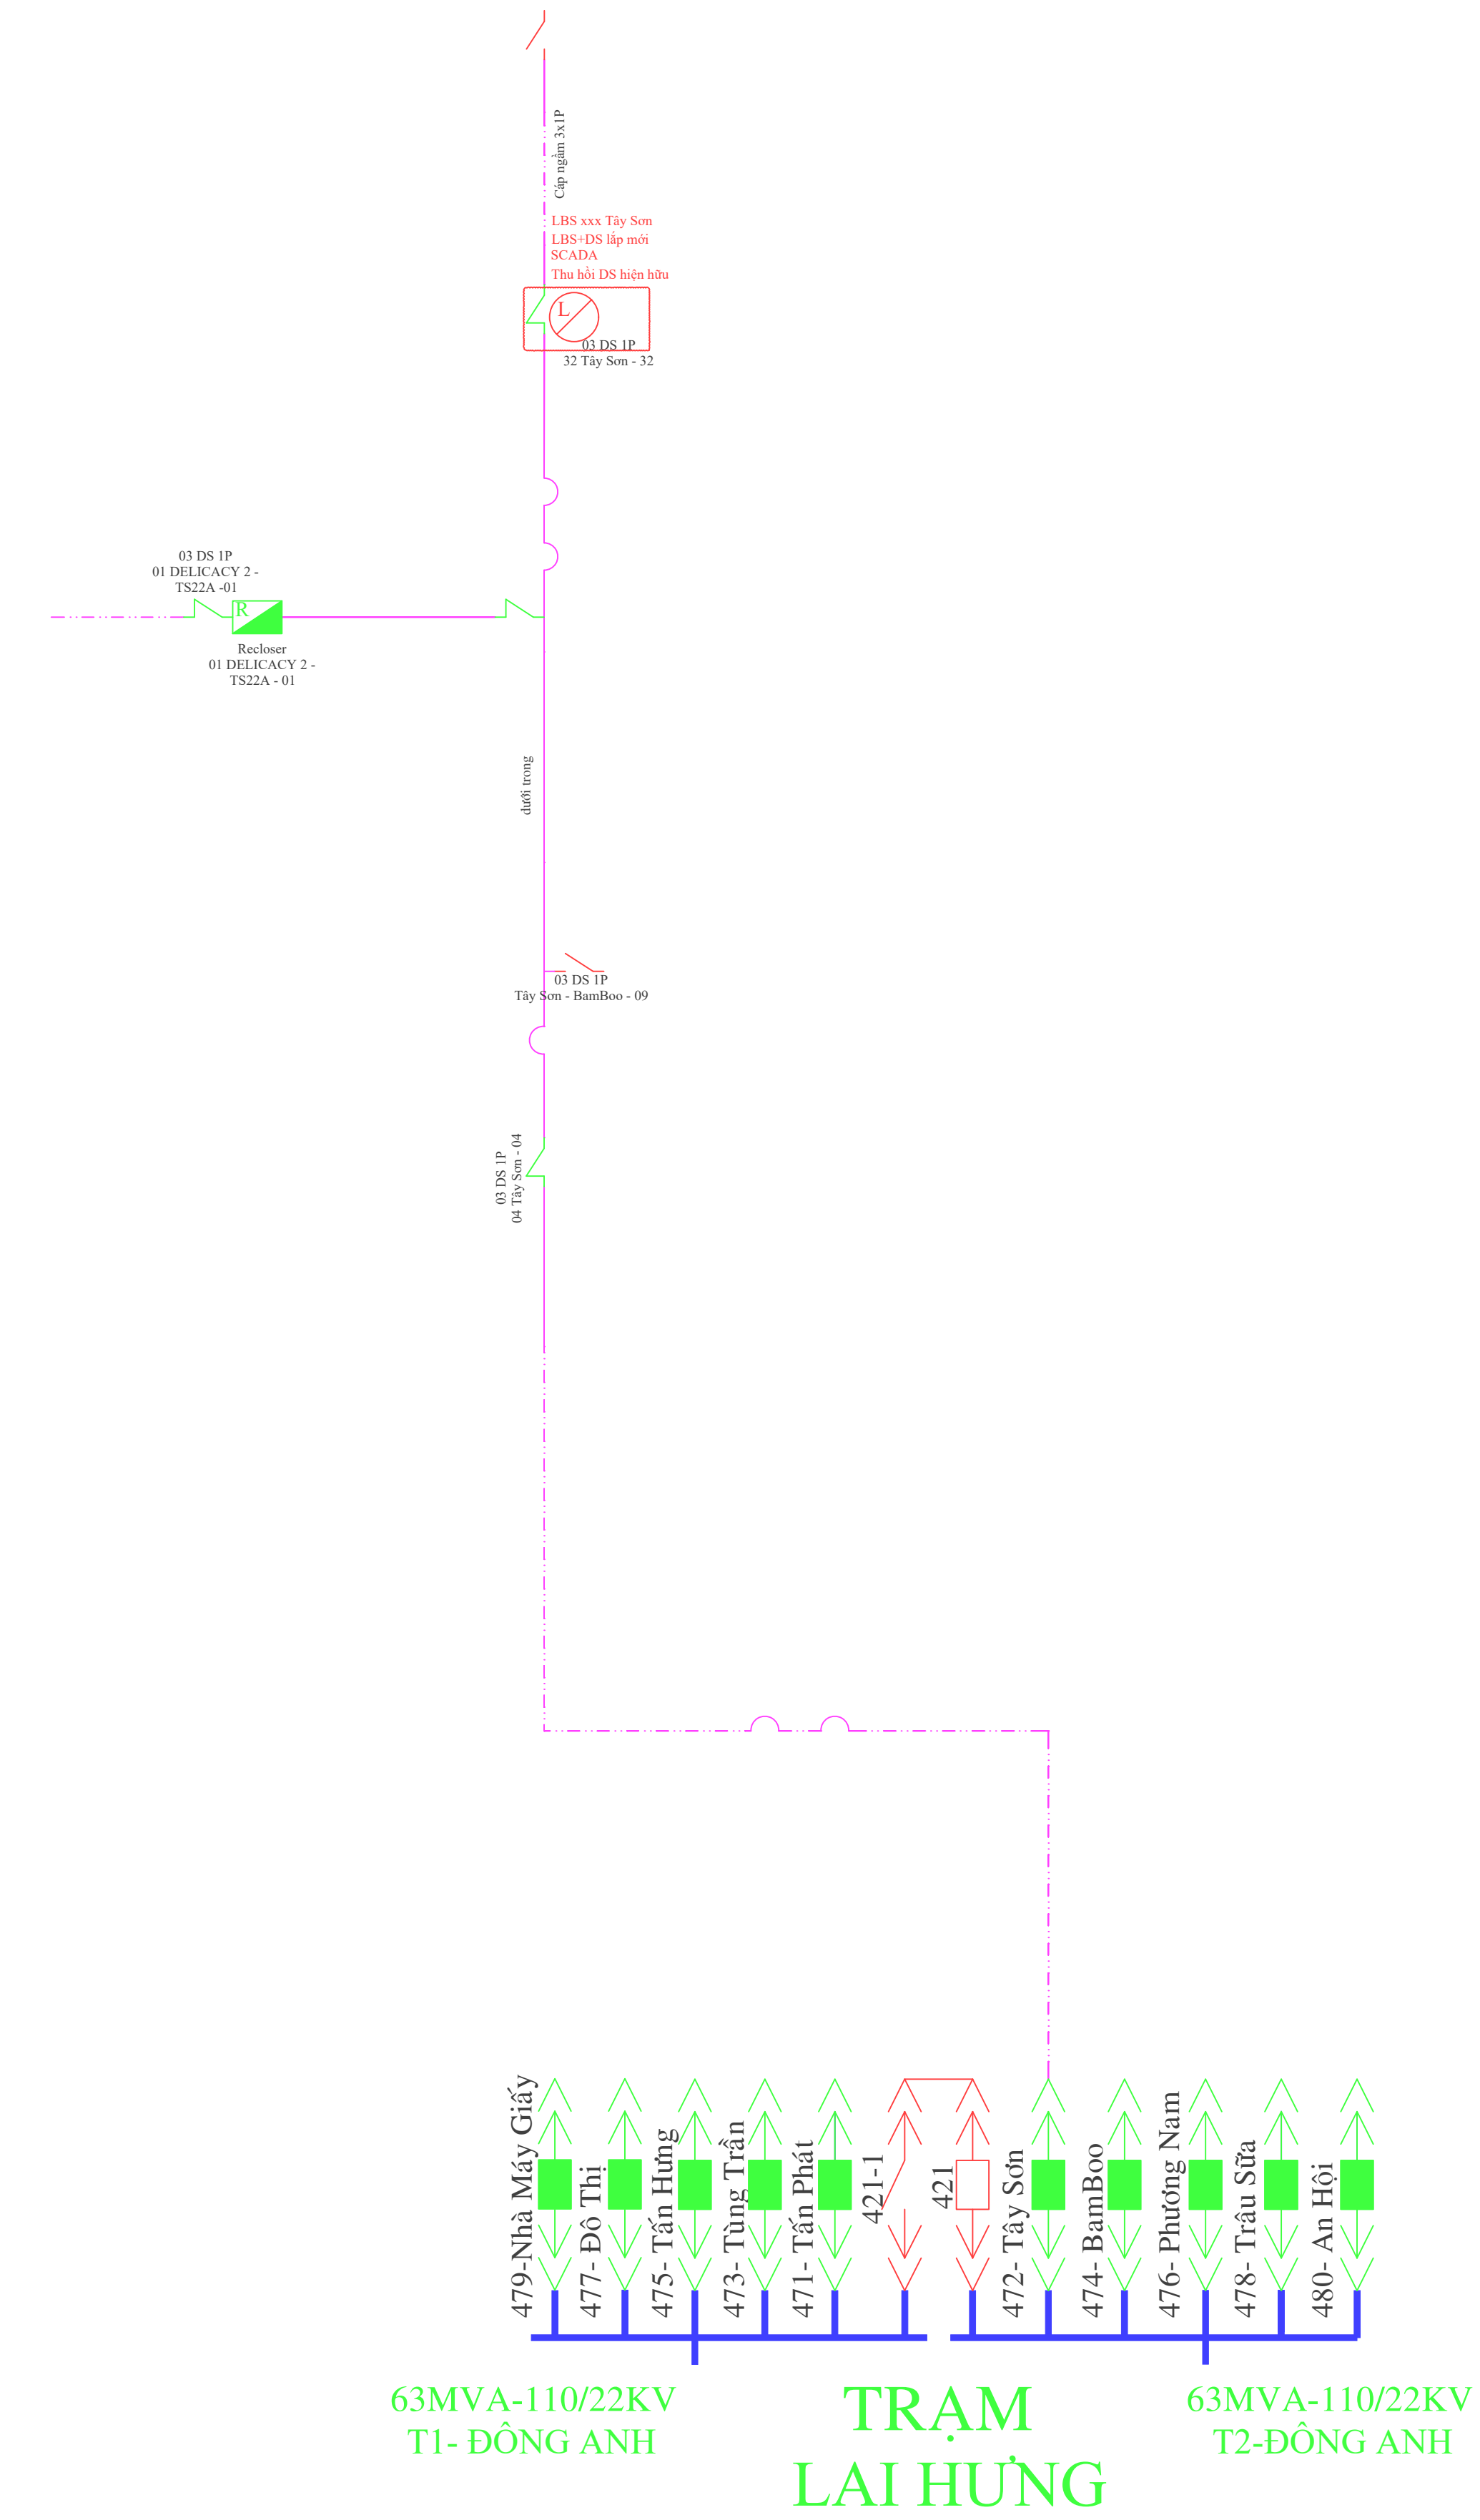 Cáp ngầm 3x1P
LBS xxx Tây Sơn
LBS+DS lắp mới
SCADA
Thu hồi DS hiện hữu
L
03 DS 1P
32 Tây Sơn - 32
03 DS 1P
01 DELICACY 2 -
TS22A -01
R
Recloser
01 DELICACY 2 -
TS22A - 01
dưới trong
03 DS 1P
Tây Sơn - BamBoo - 09
03 DS 1P
04 Tây Sơn - 04
479-Nhà Máy Giấy
477- Đô Thị
475- Tấn Hưng
473- Tùng Trần
471- Tấn Phát
421-1
421
472- Tây Sơn
474- BamBoo
476- Phương Nam
478- Trâu Sữa
480- An Hội
63MVA-110/22KV
T1- ĐÔNG ANH
TRẠM
LAI HƯNG
63MVA-110/22KV
T2-ĐÔNG ANH